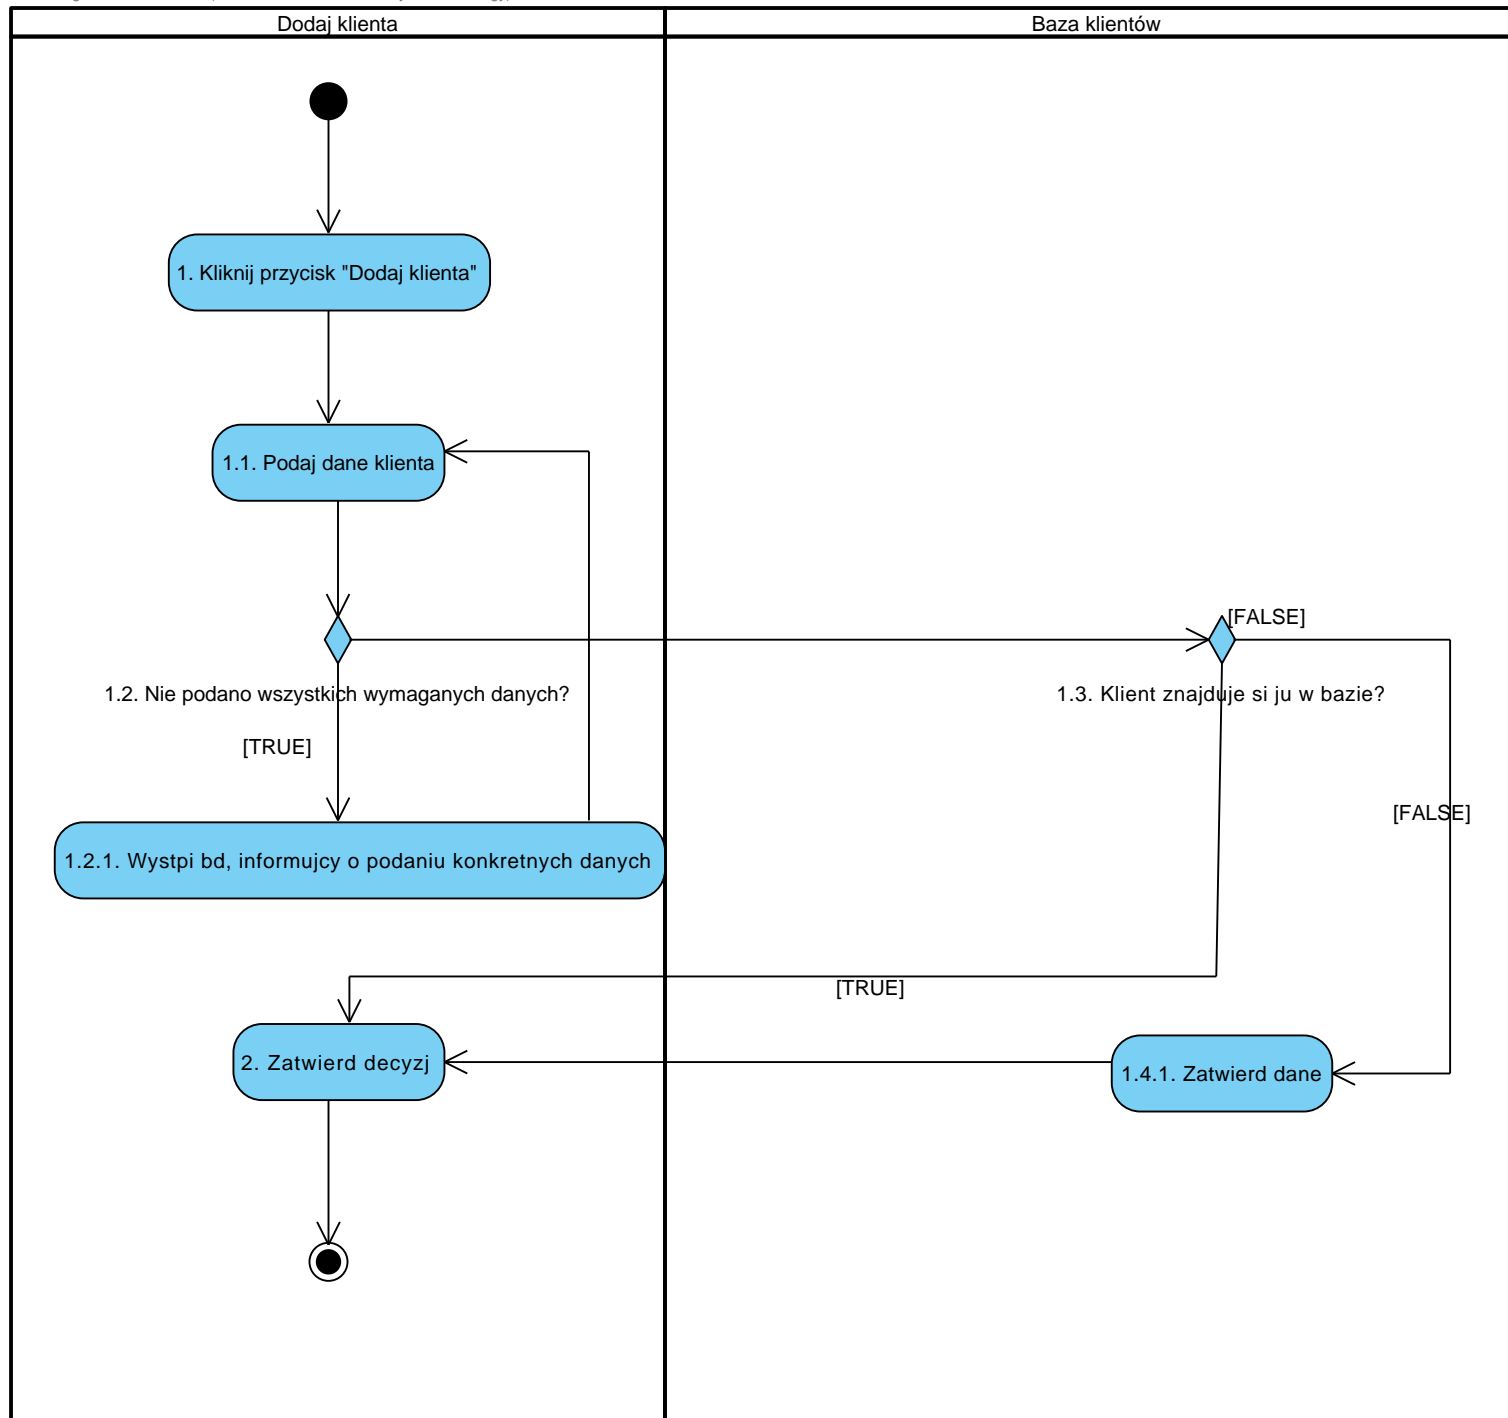 Dodaj klienta
Baza klientów
1. Kliknij przycisk "Dodaj klienta"
1.1. Podaj dane klienta
[FALSE]
1.2. Nie podano wszystkich wymaganych danych?
1.3. Klient znajduje si ju w bazie?
[TRUE]
[FALSE]
1.2.1. Wystpi bd, informujcy o podaniu konkretnych danych
[TRUE]
2. Zatwierd decyzj
1.4.1. Zatwierd dane